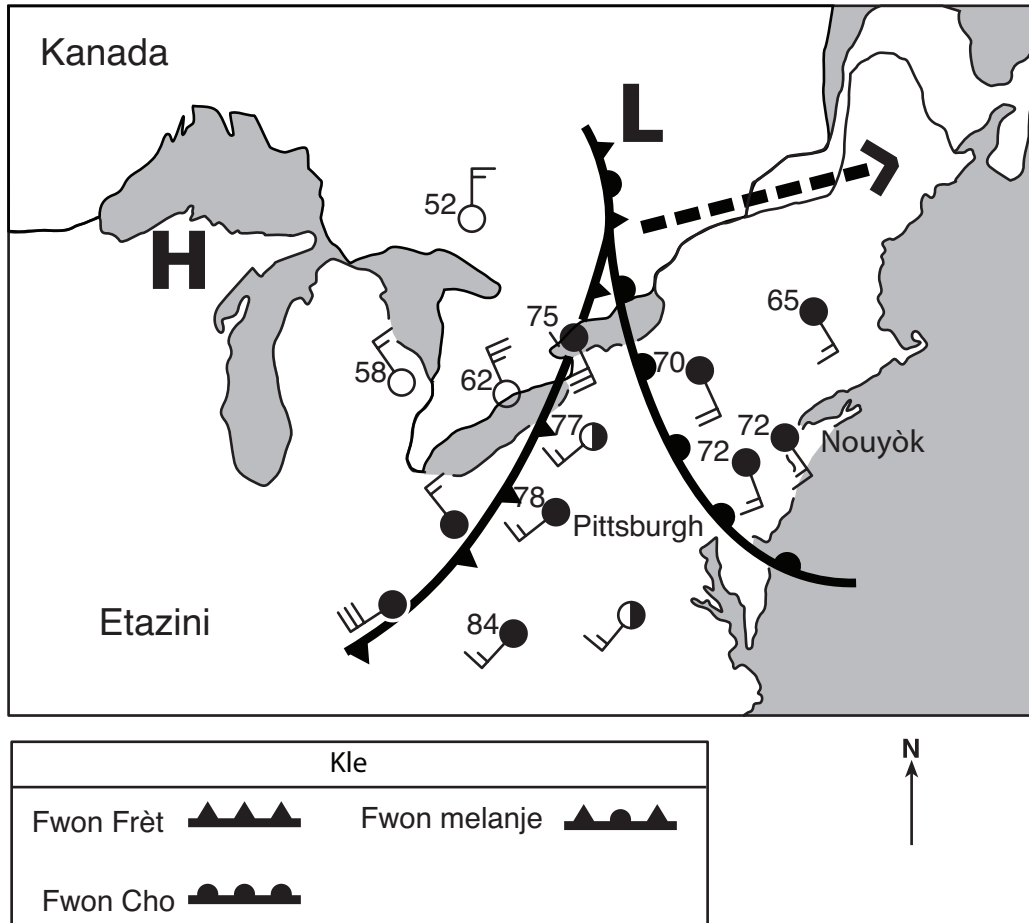 Kanada
L
52
H
65
75
70
58
62
77
72
72
Nouyòk
78
Pittsburgh
Etazini
84
Kle
N
Fwon Frèt
Fwon melanje
Fwon Cho